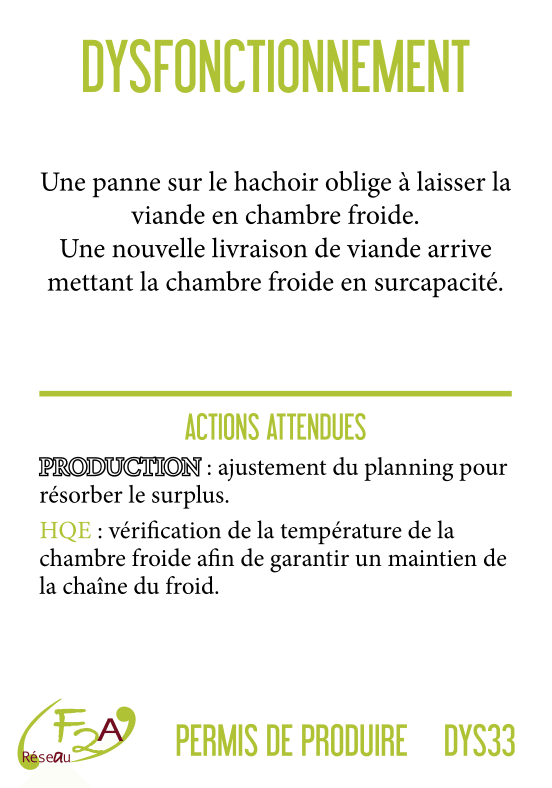 DYSFONCTIONNEMENT
Une panne sur le hachoir oblige à laisser la
viande en chambre froide.
Une nouvelle livraison de viande arrive
mettant la chambre froide en surcapacité.
ACTIONS ATTENDUES
PRODUCTION : ajustement du planning pour
résorber le surplus.
HQE : vérification de la température de la
chambre froide afin de garantir un maintien de
la chaîne du froid.
F2A
Réseau
PERMIS DE PRODUIRE DYS33